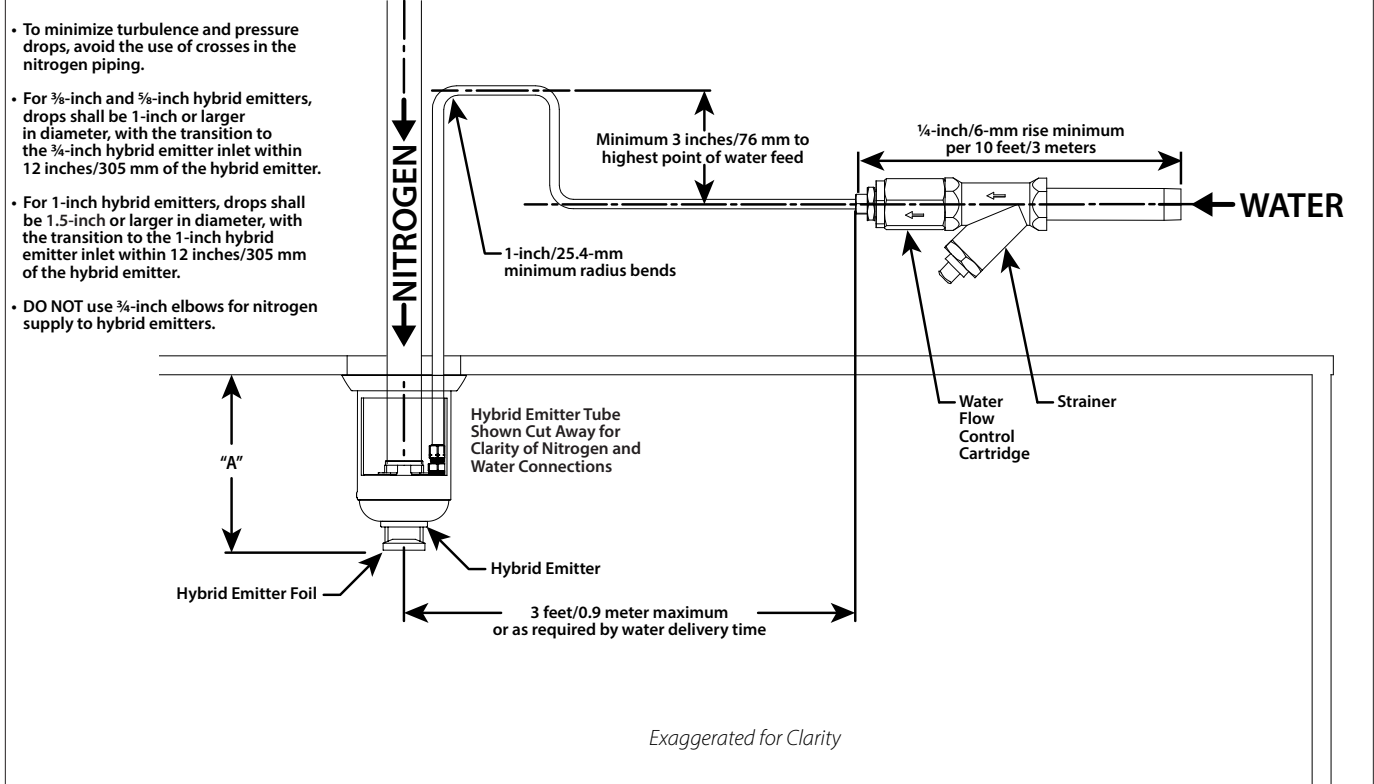 • To minimize turbulence and pressure
drops, avoid the use of crosses in the
nitrogen piping.
• For ⅜-inch and ⅝-inch hybrid emitters,
drops shall be 1-inch or larger
in diameter, with the transition to
the ¾-inch hybrid emitter inlet within
12 inches/305 mm of the hybrid emitter.
• For 1-inch hybrid emitters, drops shall
be 1.5-inch or larger in diameter, with
the transition to the 1-inch hybrid
emitter inlet within 12 inches/305 mm
of the hybrid emitter.
• DO NOT use ¾-inch elbows for nitrogen
supply to hybrid emitters.
NITROGEN
Minimum 3 inches/76 mm to
highest point of water feed
¼-inch/6-mm rise minimum
per 10 feet/3 meters
WATER
1-inch/25.4-mm
minimum radius bends
Water
Flow
Control
Cartridge
Strainer
Hybrid Emitter Tube
Shown Cut Away for
Clarity of Nitrogen and
Water Connections
“A”
Hybrid Emitter
Hybrid Emitter Foil
3 feet/0.9 meter maximum
or as required by water delivery time
Exaggerated for Clarity